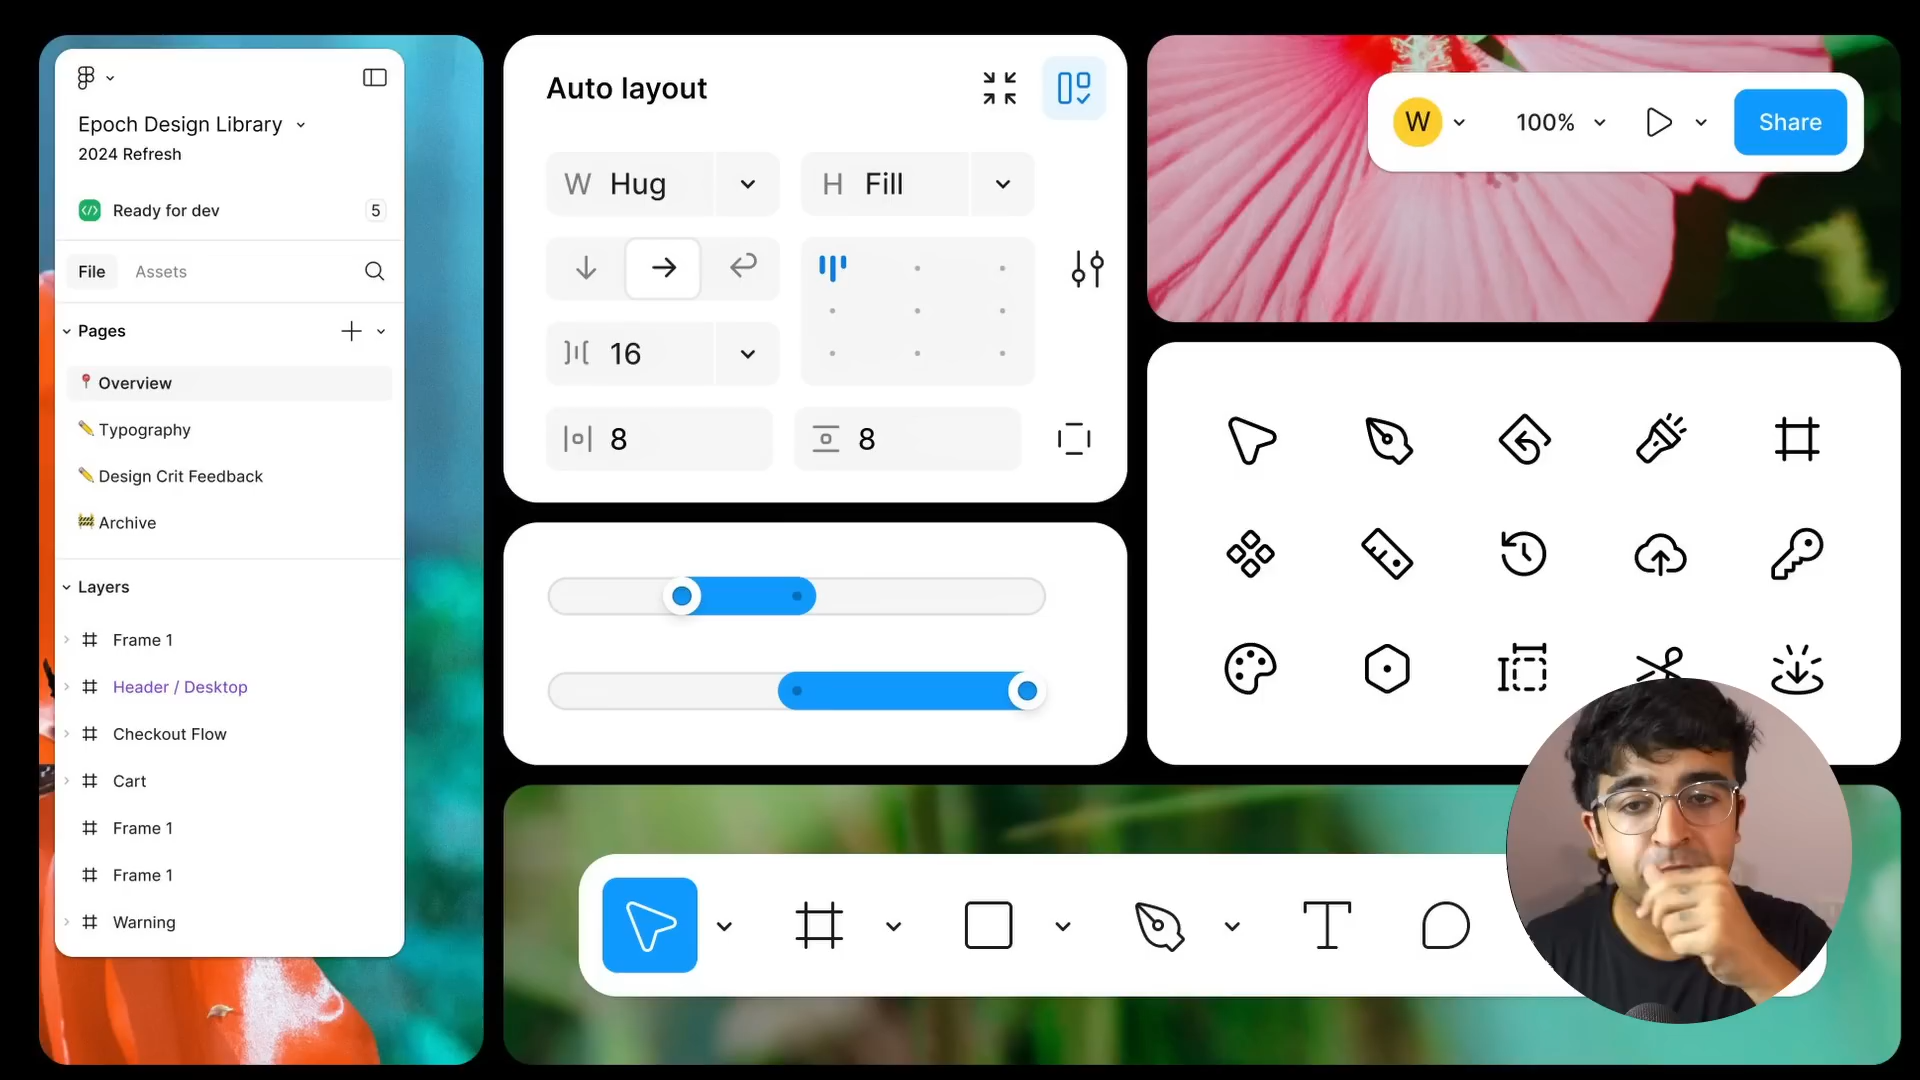 Epoch Design Library
2024 Refresh
Ready for dev
5
File
Assets
Pages
Overview
Typography
Design Crit Feedback
Archive
Layers
Frame 1
Header / Desktop
Checkout Flow
Cart
Frame 1
Frame 1
Warning
Auto layout
W Hug
H Fill
16
8
8
W
100%
Share